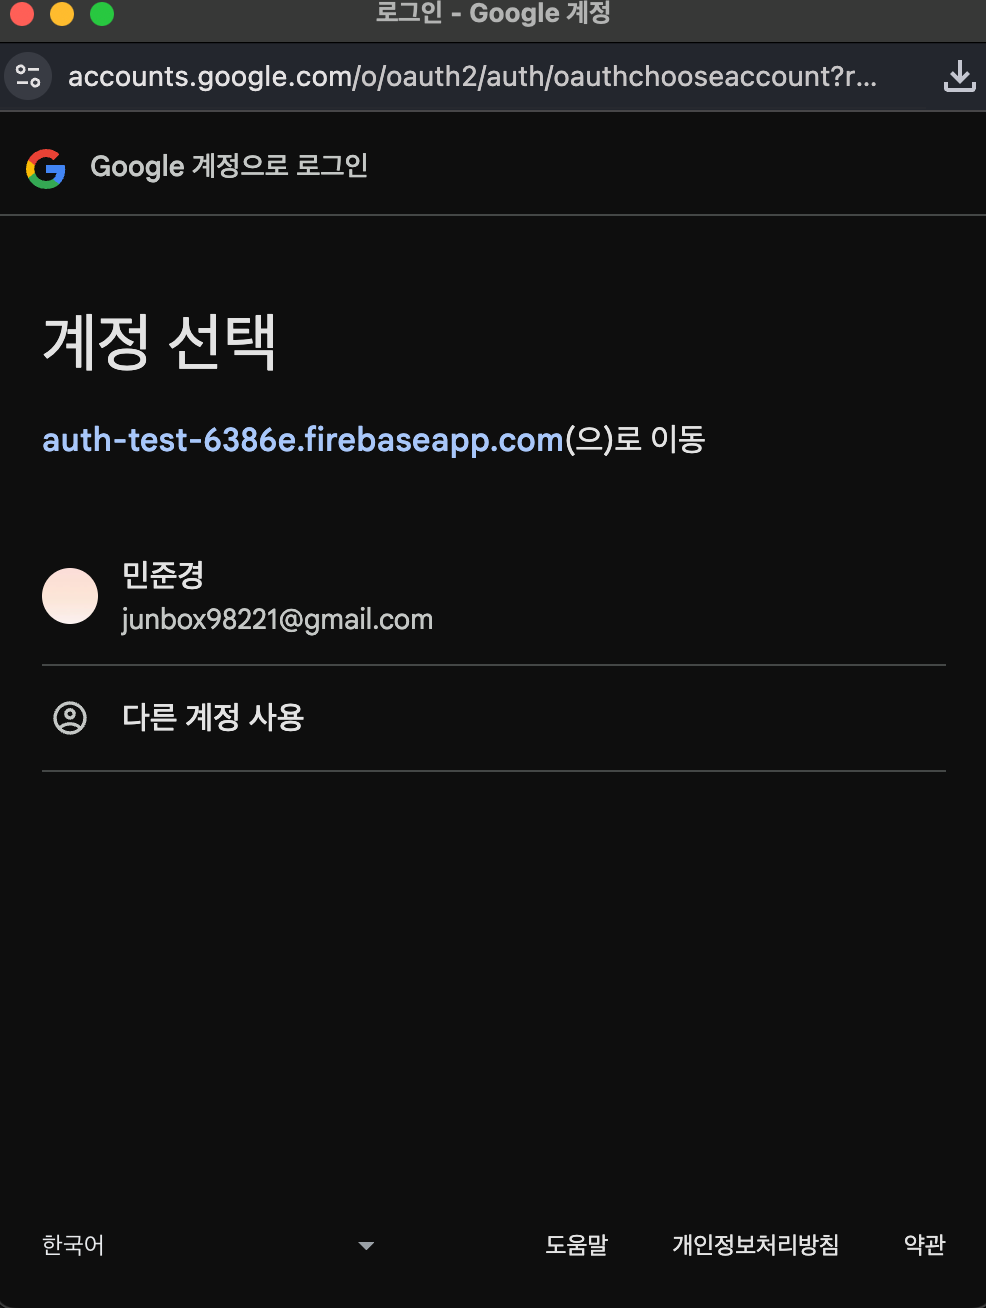 로그인 - Google 계정
accounts.google.com/o/oauth2/auth/oauthchooseaccount?r...
Google 계정으로 로그인
계정 선택
auth-test-6386e.firebaseapp.com(으)로 이동
민준경
junbox98221@gmail.com
다른 계정 사용
한국어 도움말 개인정보처리방침 약관